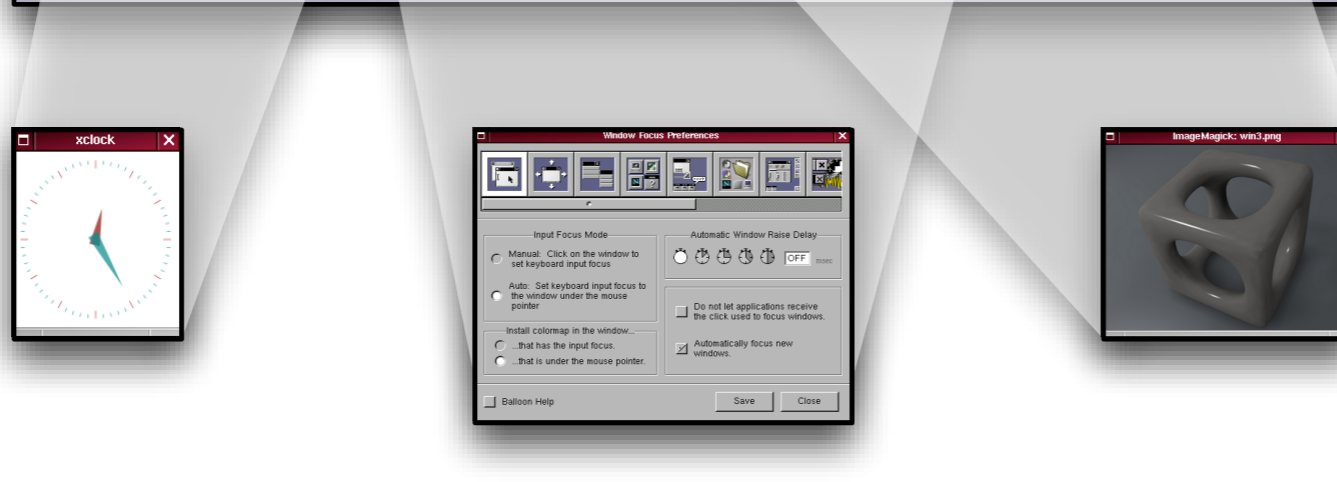 xclock
Window Focus Preferences
ImageMagick: win3.png
Input Focus Mode
Manual: Click on the window to
set keyboard input focus
Auto: Set keyboard input focus to
the window under the mouse
pointer
Install colormap in the window...
...that has the input focus.
...that is under the mouse pointer.
Automatic Window Raise Delay
OFF msec
Do not let applications receive
the click used to focus windows.
Automatically focus new
windows.
Balloon Help
Save
Close